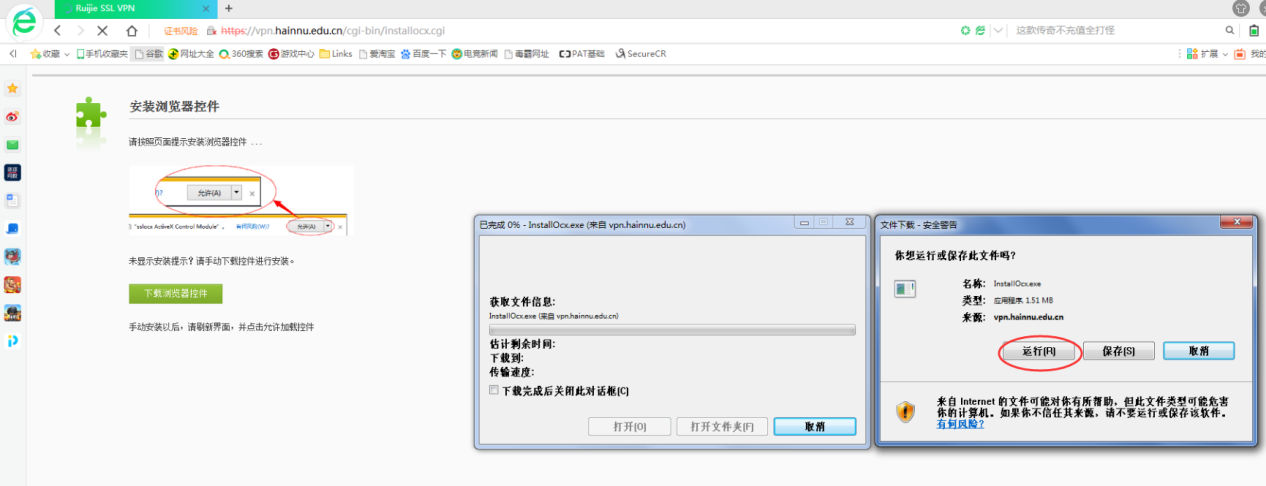 Ruijie SSL VPN
证书风险 https://vpn.hainnu.edu.cn/cgi-bin/installocx.cgi
这款传奇不充值全打怪
收藏 手机收藏夹 谷歌 网址大全 360搜索 游戏中心 Links 爱淘宝 百度一下 电竞新闻 毒霸网址 PAT基础 SecureCR
扩展 我的
安装浏览器控件
请按照页面提示安装浏览器控件 ...
允许(A)
"sslocx ActiveX Control Module"。 有何风险(W)? 允许(A)
未显示安装提示？请手动下载控件进行安装。
下载浏览器控件
手动安装以后，请刷新界面，并点击允许加载控件
已完成 0% - InstallOcx.exe (来自 vpn.hainnu.edu.cn)
获取文件信息:
InstallOcx.exe (来自 vpn.hainnu.edu.cn)
估计剩余时间:
下载到:
传输速度:
下载完成后关闭此对话框(C)
打开(O) 打开文件夹(F) 取消
文件下载 - 安全警告
你想运行或保存此文件吗?
名称: InstallOcx.exe
类型: 应用程序, 1.51 MB
来源: vpn.hainnu.edu.cn
运行(R) 保存(S) 取消
来自 Internet 的文件可能对你有所帮助，但此文件类型可能危害
你的计算机。如果你不信任其来源，请不要运行或保存该软件。
有何风险?